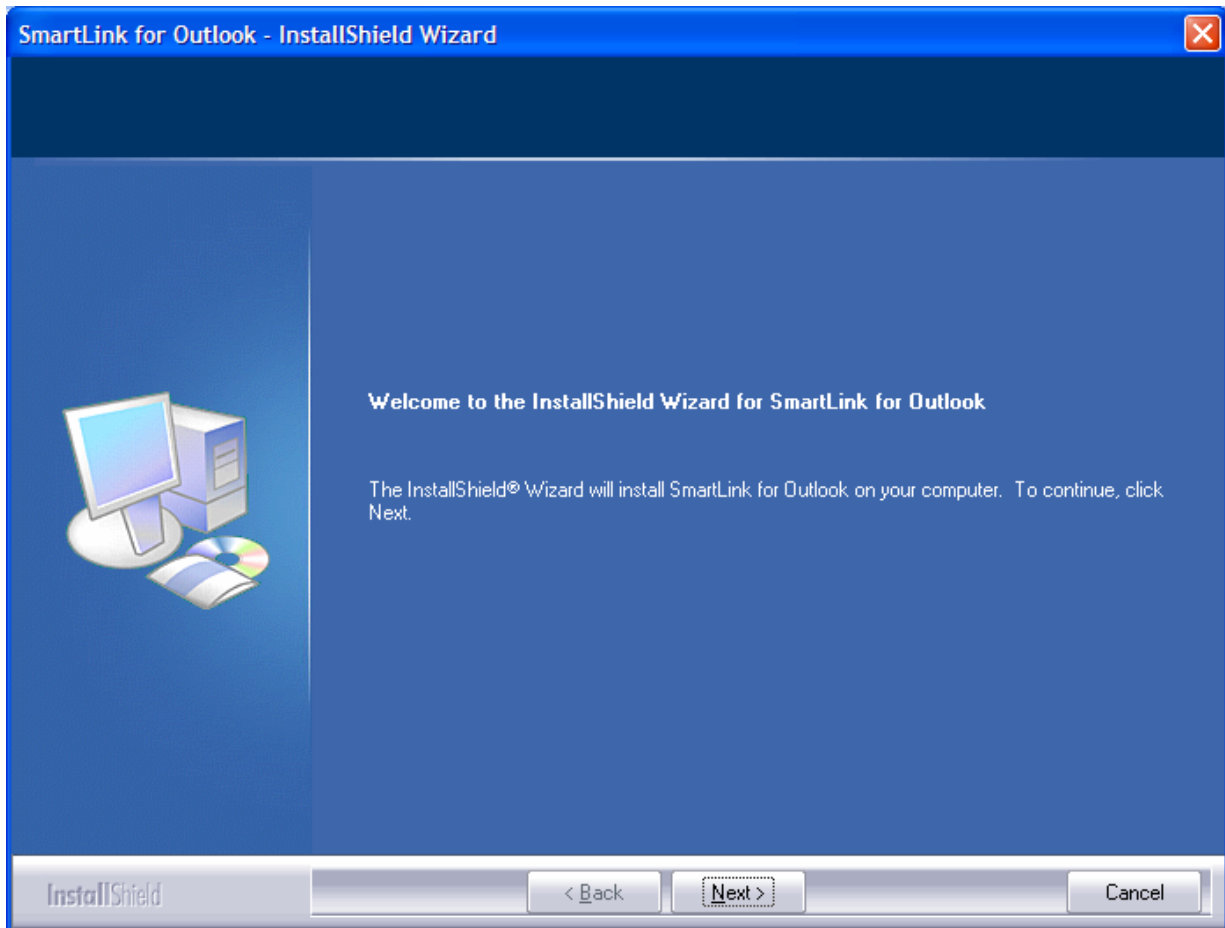 SmartLink for Outlook - InstallShield Wizard
Welcome to the InstallShield Wizard for SmartLink for Outlook
The InstallShield® Wizard will install SmartLink for Outlook on your computer.  To continue, click
Next.
InstallShield
< Back
Next >
Cancel